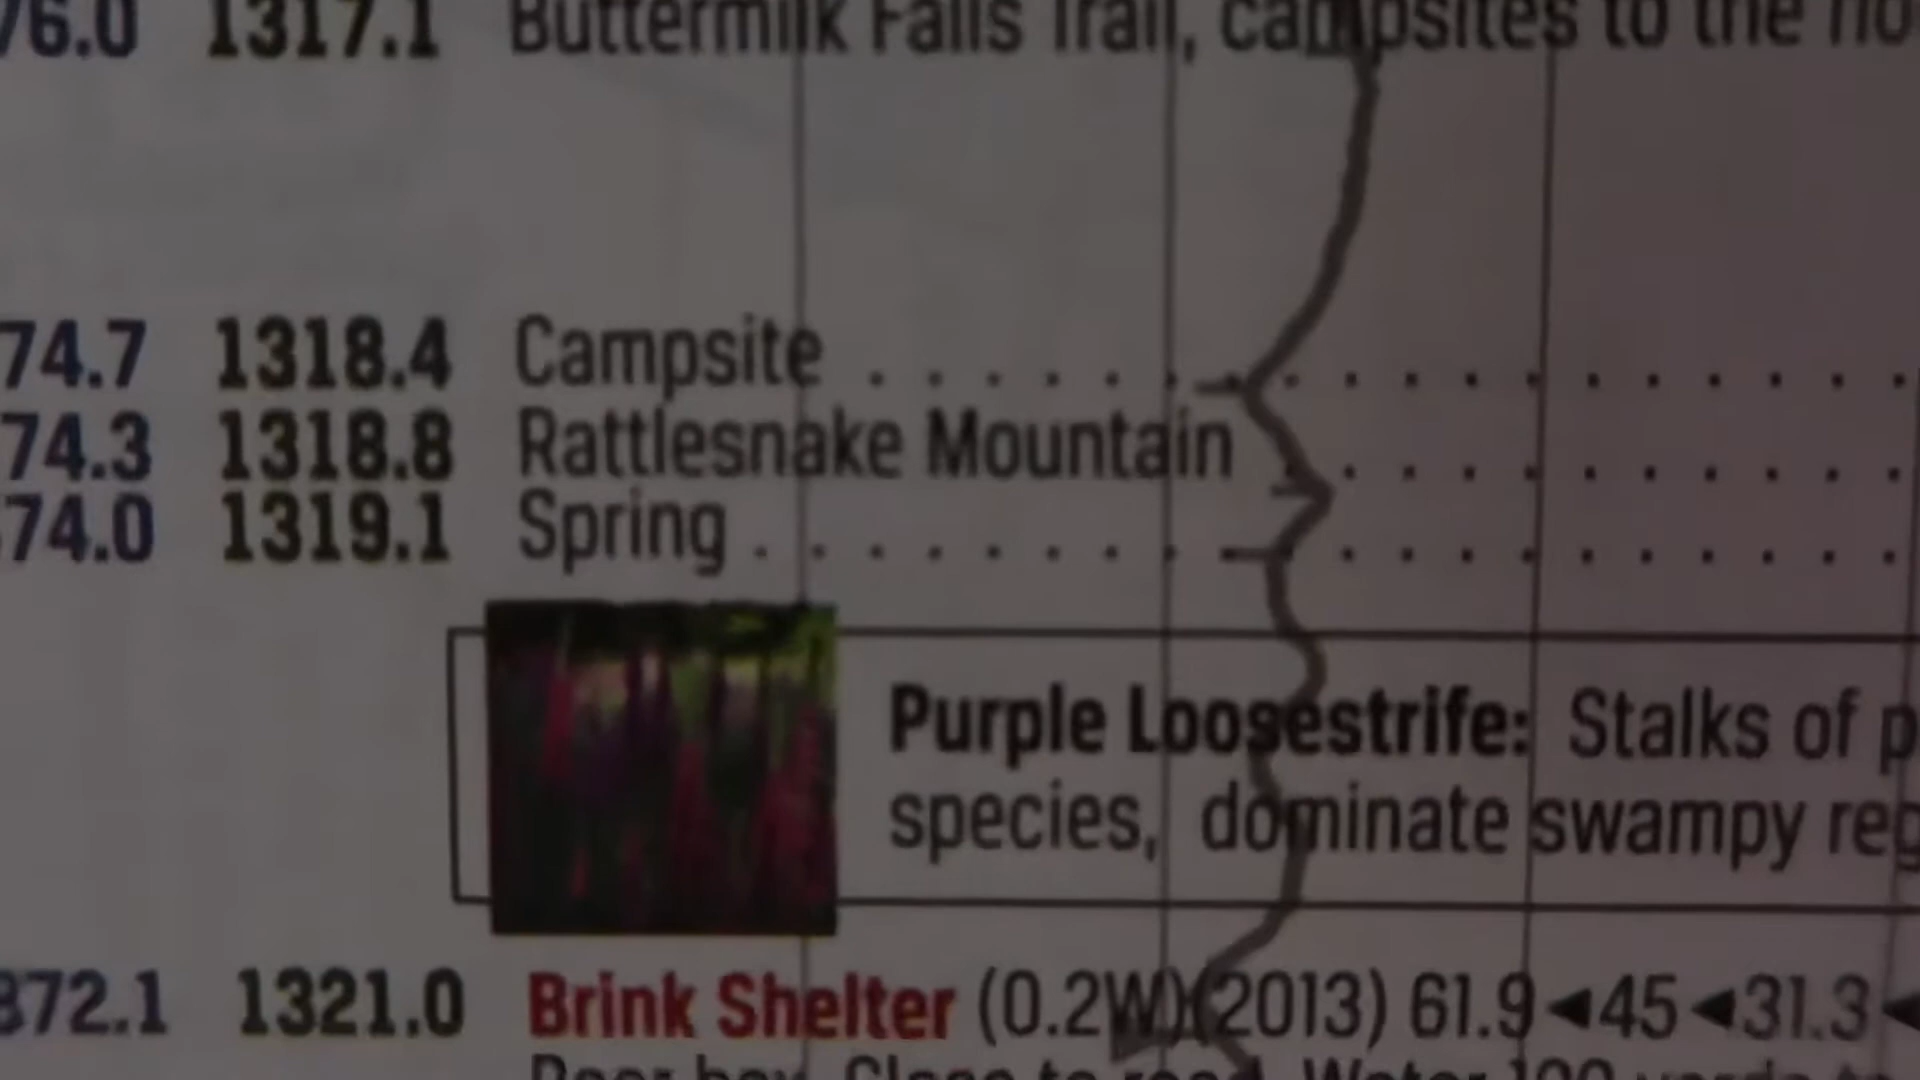 76.0 1317.1 Buttermilk Falls Trail, campsites to the
74.7 1318.4 Campsite
74.3 1318.8 Rattlesnake Mountain
74.0 1319.1 Spring
Purple Loosestrife: Stalks of
species, dominate swampy
872.1 1321.0 Brink Shelter (0.2W)(2013) 61.9◄45◄31.3◄